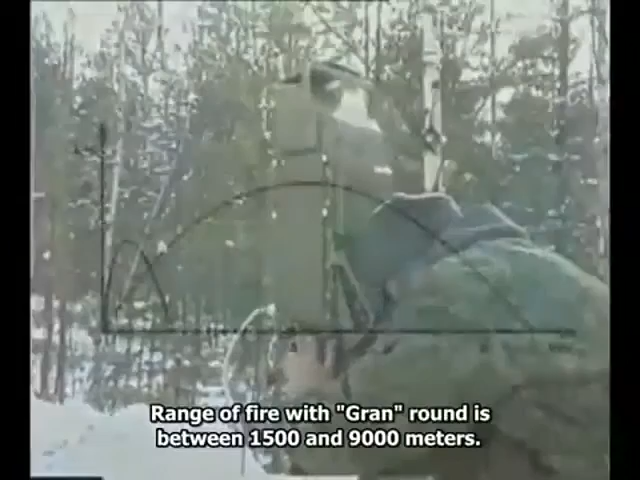 Range of fire with "Gran" round is
between 1500 and 9000 meters.